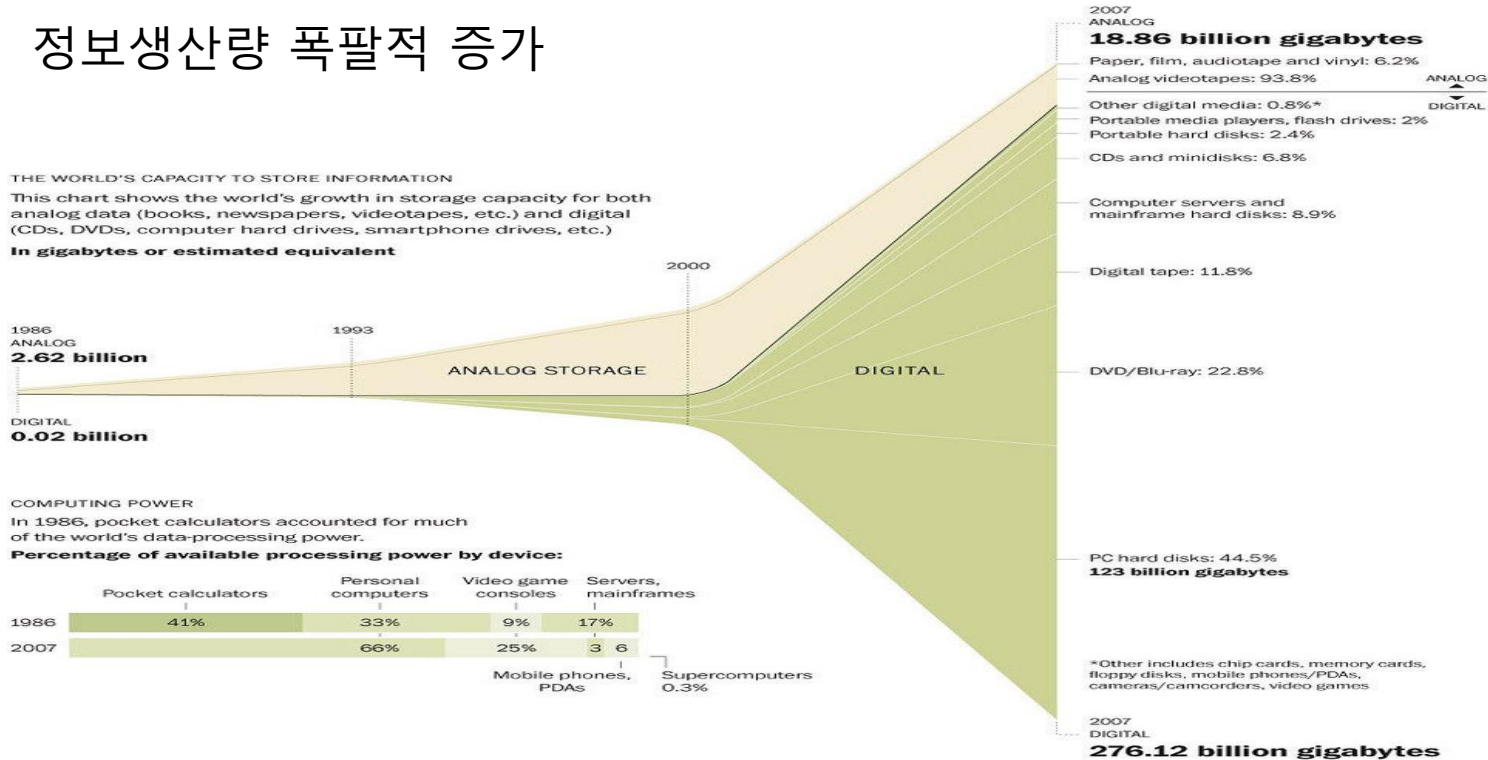 정보생산량 폭팔적 증가
THE WORLD'S CAPACITY TO STORE INFORMATION
This chart shows the world's growth in storage capacity for both
analog data (books, newspapers, videotapes, etc.) and digital
(CDs, DVDs, computer hard drives, smartphone drives, etc.)
In gigabytes or estimated equivalent
1986
ANALOG
2.62 billion
DIGITAL
0.02 billion
1993
2000
ANALOG STORAGE
DIGITAL
2007
ANALOG
18.86 billion gigabytes
Paper, film, audiotape and vinyl: 6.2%
Analog videotapes: 93.8%
ANALOG
DIGITAL
Other digital media: 0.8%*
Portable media players, flash drives: 2%
Portable hard disks: 2.4%
CDs and minidisks: 6.8%
Computer servers and
mainframe hard disks: 8.9%
Digital tape: 11.8%
DVD/Blu-ray: 22.8%
PC hard disks: 44.5%
123 billion gigabytes
*Other includes chip cards, memory cards,
floppy disks, mobile phones/PDAs,
cameras/camcorders, video games
2007
DIGITAL
276.12 billion gigabytes
COMPUTING POWER
In 1986, pocket calculators accounted for much
of the world's data-processing power.
Percentage of available processing power by device:
Pocket calculators
Personal
computers
Video game
consoles
Servers,
mainframes
1986 41% 33% 9% 17%
2007 66% 25% 3 6
Mobile phones,
PDAs
Supercomputers
0.3%